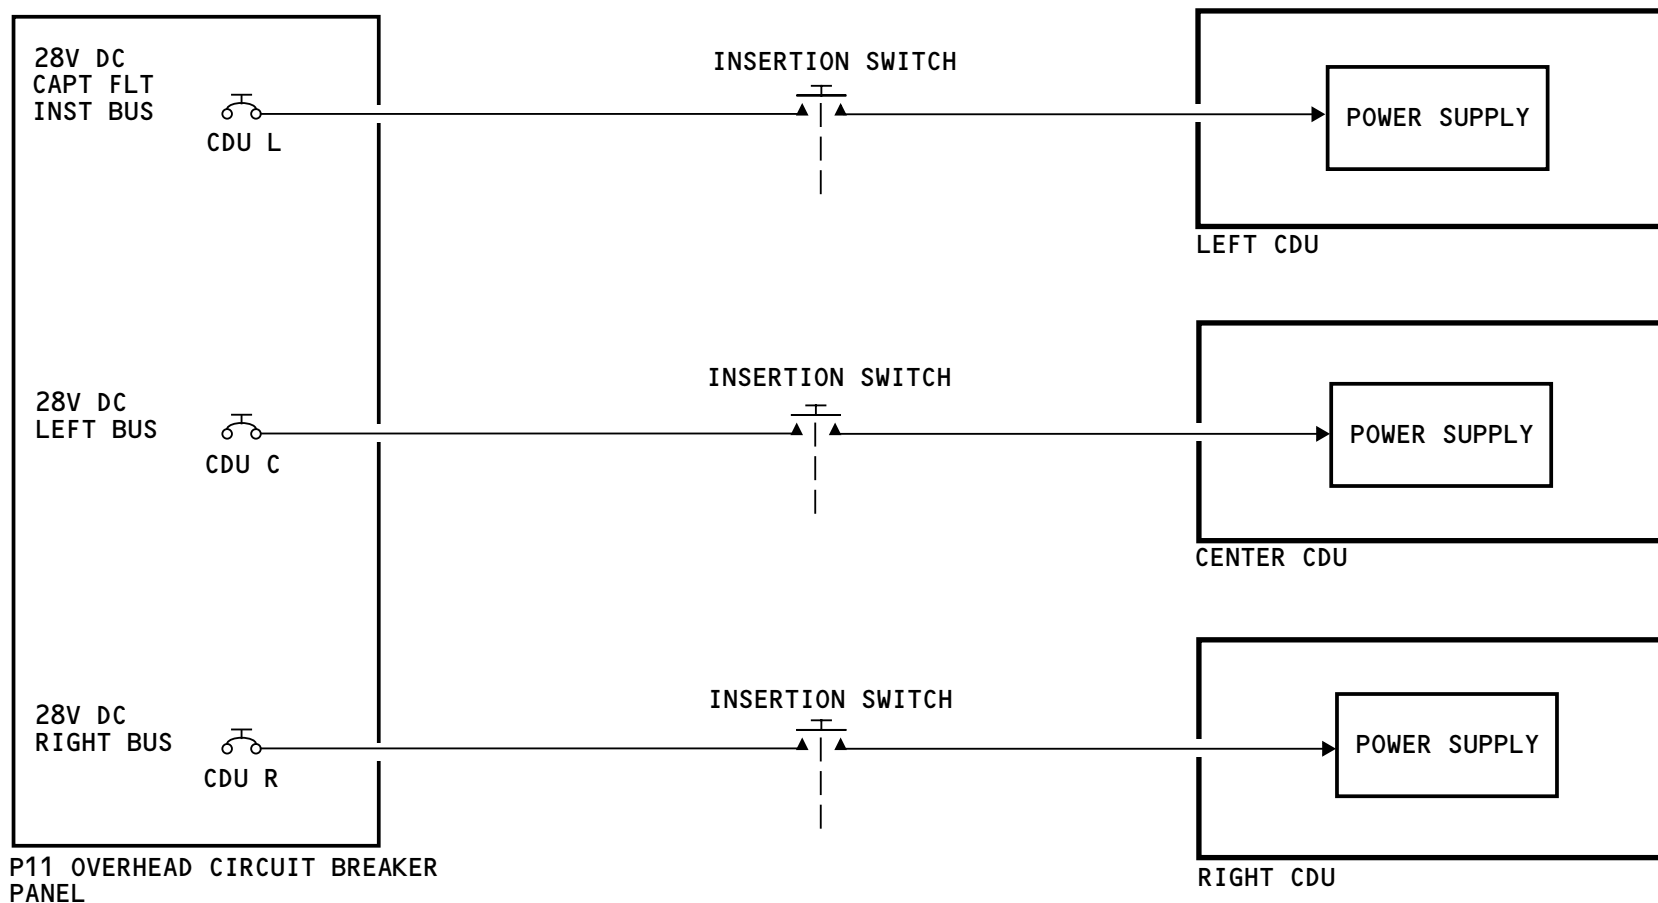 28V DC
CAPT FLT
INST BUS
CDU L
INSERTION SWITCH
POWER SUPPLY
LEFT CDU
28V DC
LEFT BUS
CDU C
INSERTION SWITCH
POWER SUPPLY
CENTER CDU
28V DC
RIGHT BUS
CDU R
INSERTION SWITCH
POWER SUPPLY
RIGHT CDU
P11 OVERHEAD CIRCUIT BREAKER
PANEL